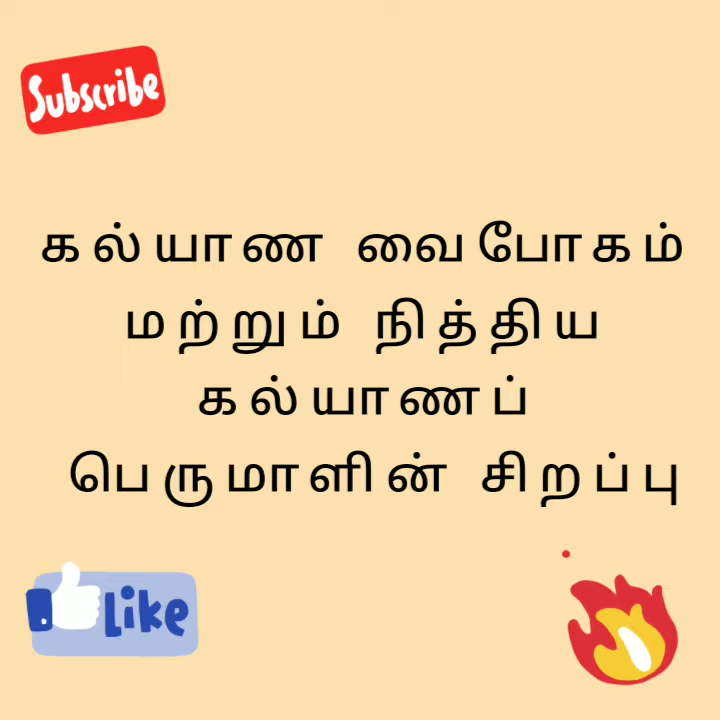 Subscribe
கல்யாண வைபோகம்
மற்றும் நித்திய
கல்யாணப்
பெருமாளின் சிறப்பு
Like